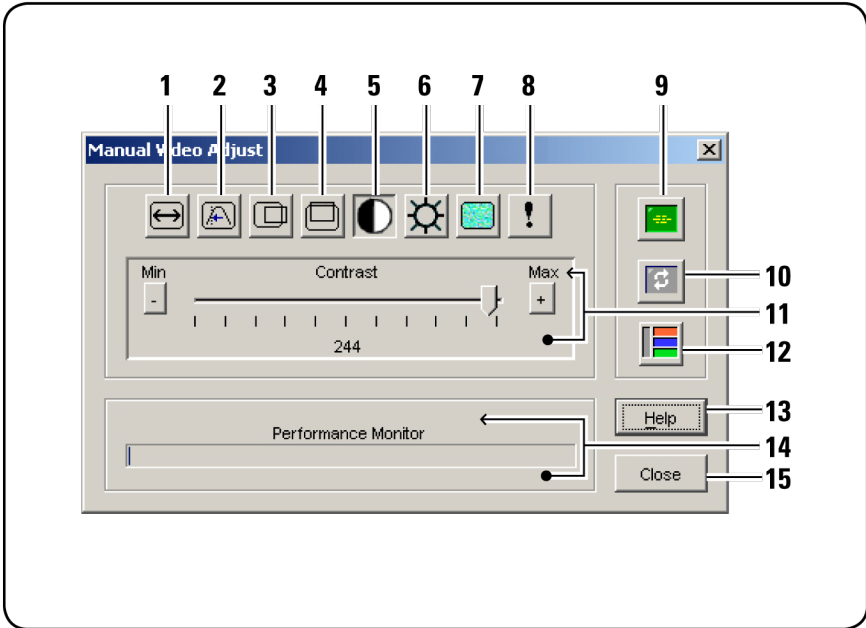 1 2 3 4 5 6 7 8 9
Manual Video Adjust
10
Min Contrast Max
- +
11
244
12
13
Help
Performance Monitor
14
Close
15